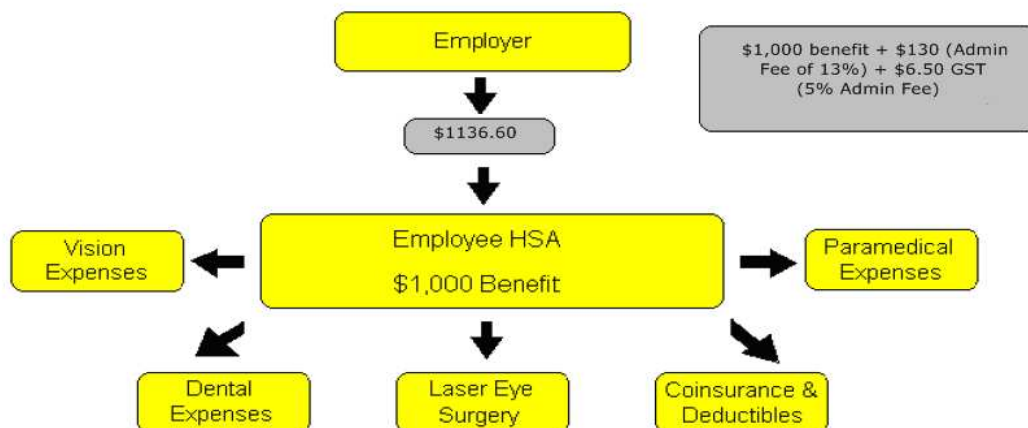 Employer
$1,000 benefit + $130 (Admin
Fee of 13%) + $6.50 GST
(5% Admin Fee)
$1136.60
Employee HSA
$1,000 Benefit
Vision
Expenses
Paramedical
Expenses
Dental
Expenses
Laser Eye
Surgery
Coinsurance &
Deductibles